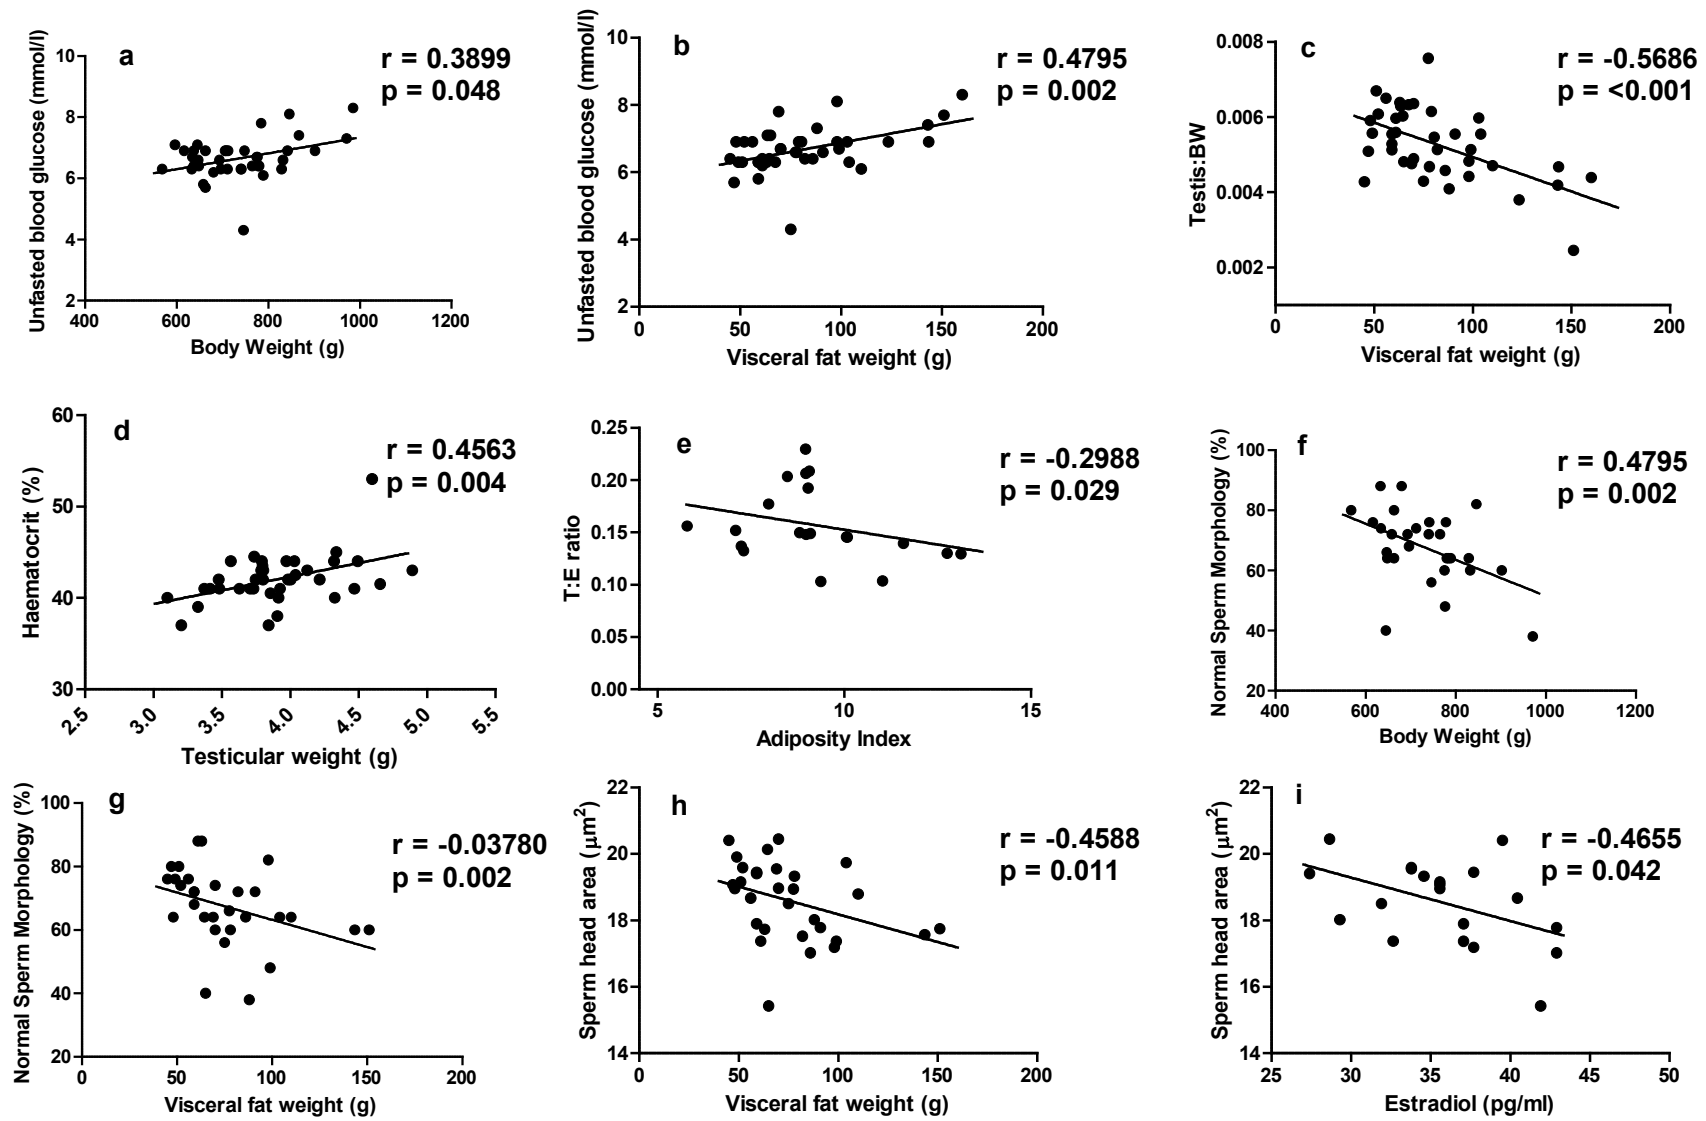 a
r = 0.3899
p = 0.048
Unfasted blood glucose (mmol/l)
10
8
6
4
2
400 600 800 1000 1200
Body Weight (g)
b
r = 0.4795
p = 0.002
Unfasted blood glucose (mmol/l)
10
8
6
4
2
0 50 100 150 200
Visceral fat weight (g)
c
r = -0.5686
p = <0.001
Testis:BW
0.008
0.006
0.004
0.002
0 50 100 150 200
Visceral fat weight (g)
d
r = 0.4563
p = 0.004
Haematocrit (%)
60
50
40
30
2.5 3.0 3.5 4.0 4.5 5.0 5.5
Testicular weight (g)
e
r = -0.2988
p = 0.029
T:E ratio
0.25
0.20
0.15
0.10
0.05
0.00
5 10 15
Adiposity Index
f
r = 0.4795
p = 0.002
Normal Sperm Morphology (%)
100
80
60
40
20
400 600 800 1000 1200
Body Weight (g)
g
r = -0.03780
p = 0.002
Normal Sperm Morphology (%)
100
80
60
40
20
0 50 100 150 200
Visceral fat weight (g)
h
r = -0.4588
p = 0.011
Sperm head area (μm²)
22
20
18
16
14
0 50 100 150 200
Visceral fat weight (g)
i
r = -0.4655
p = 0.042
Sperm head area (μm²)
22
20
18
16
14
25 30 35 40 45 50
Estradiol (pg/ml)